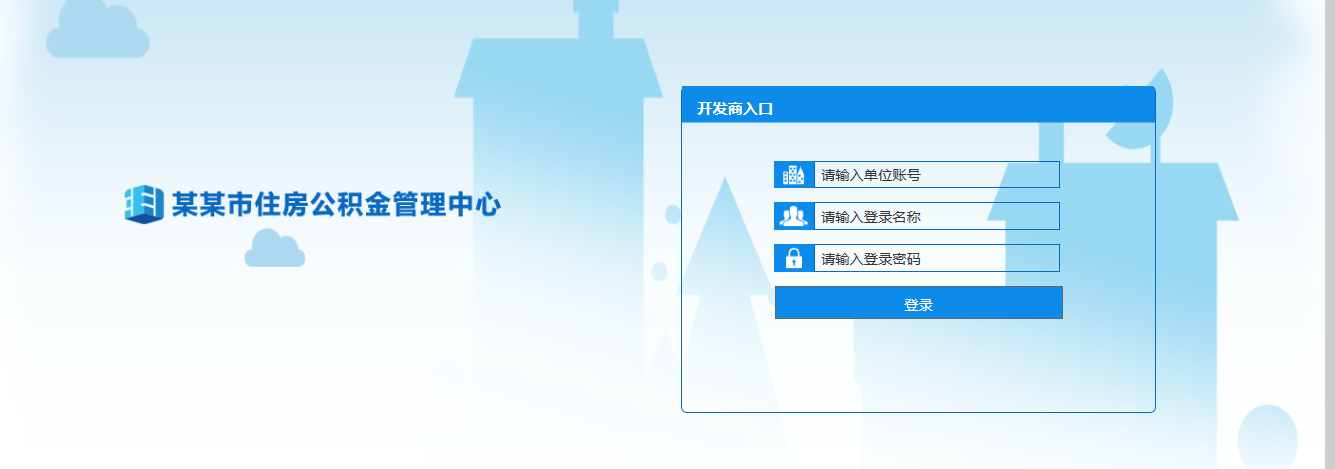 某某市住房公积金管理中心
开发商入口
请输入单位账号
请输入登录名称
请输入登录密码
登录